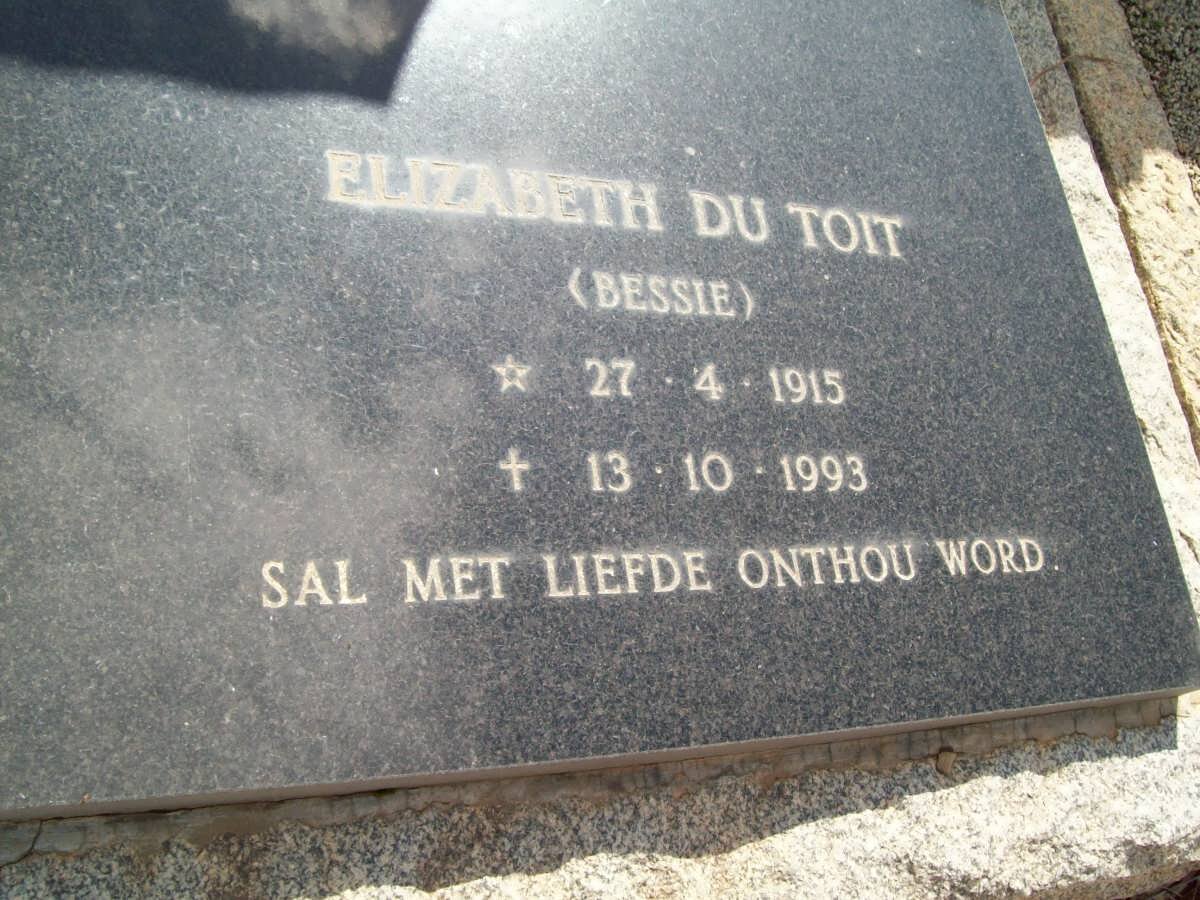 ELIZABETH DU TOIT
(BESSIE)
☆ 27 · 4 · 1915
✝ 13 · 10 · 1993
SAL MET LIEFDE ONTHOU WORD.